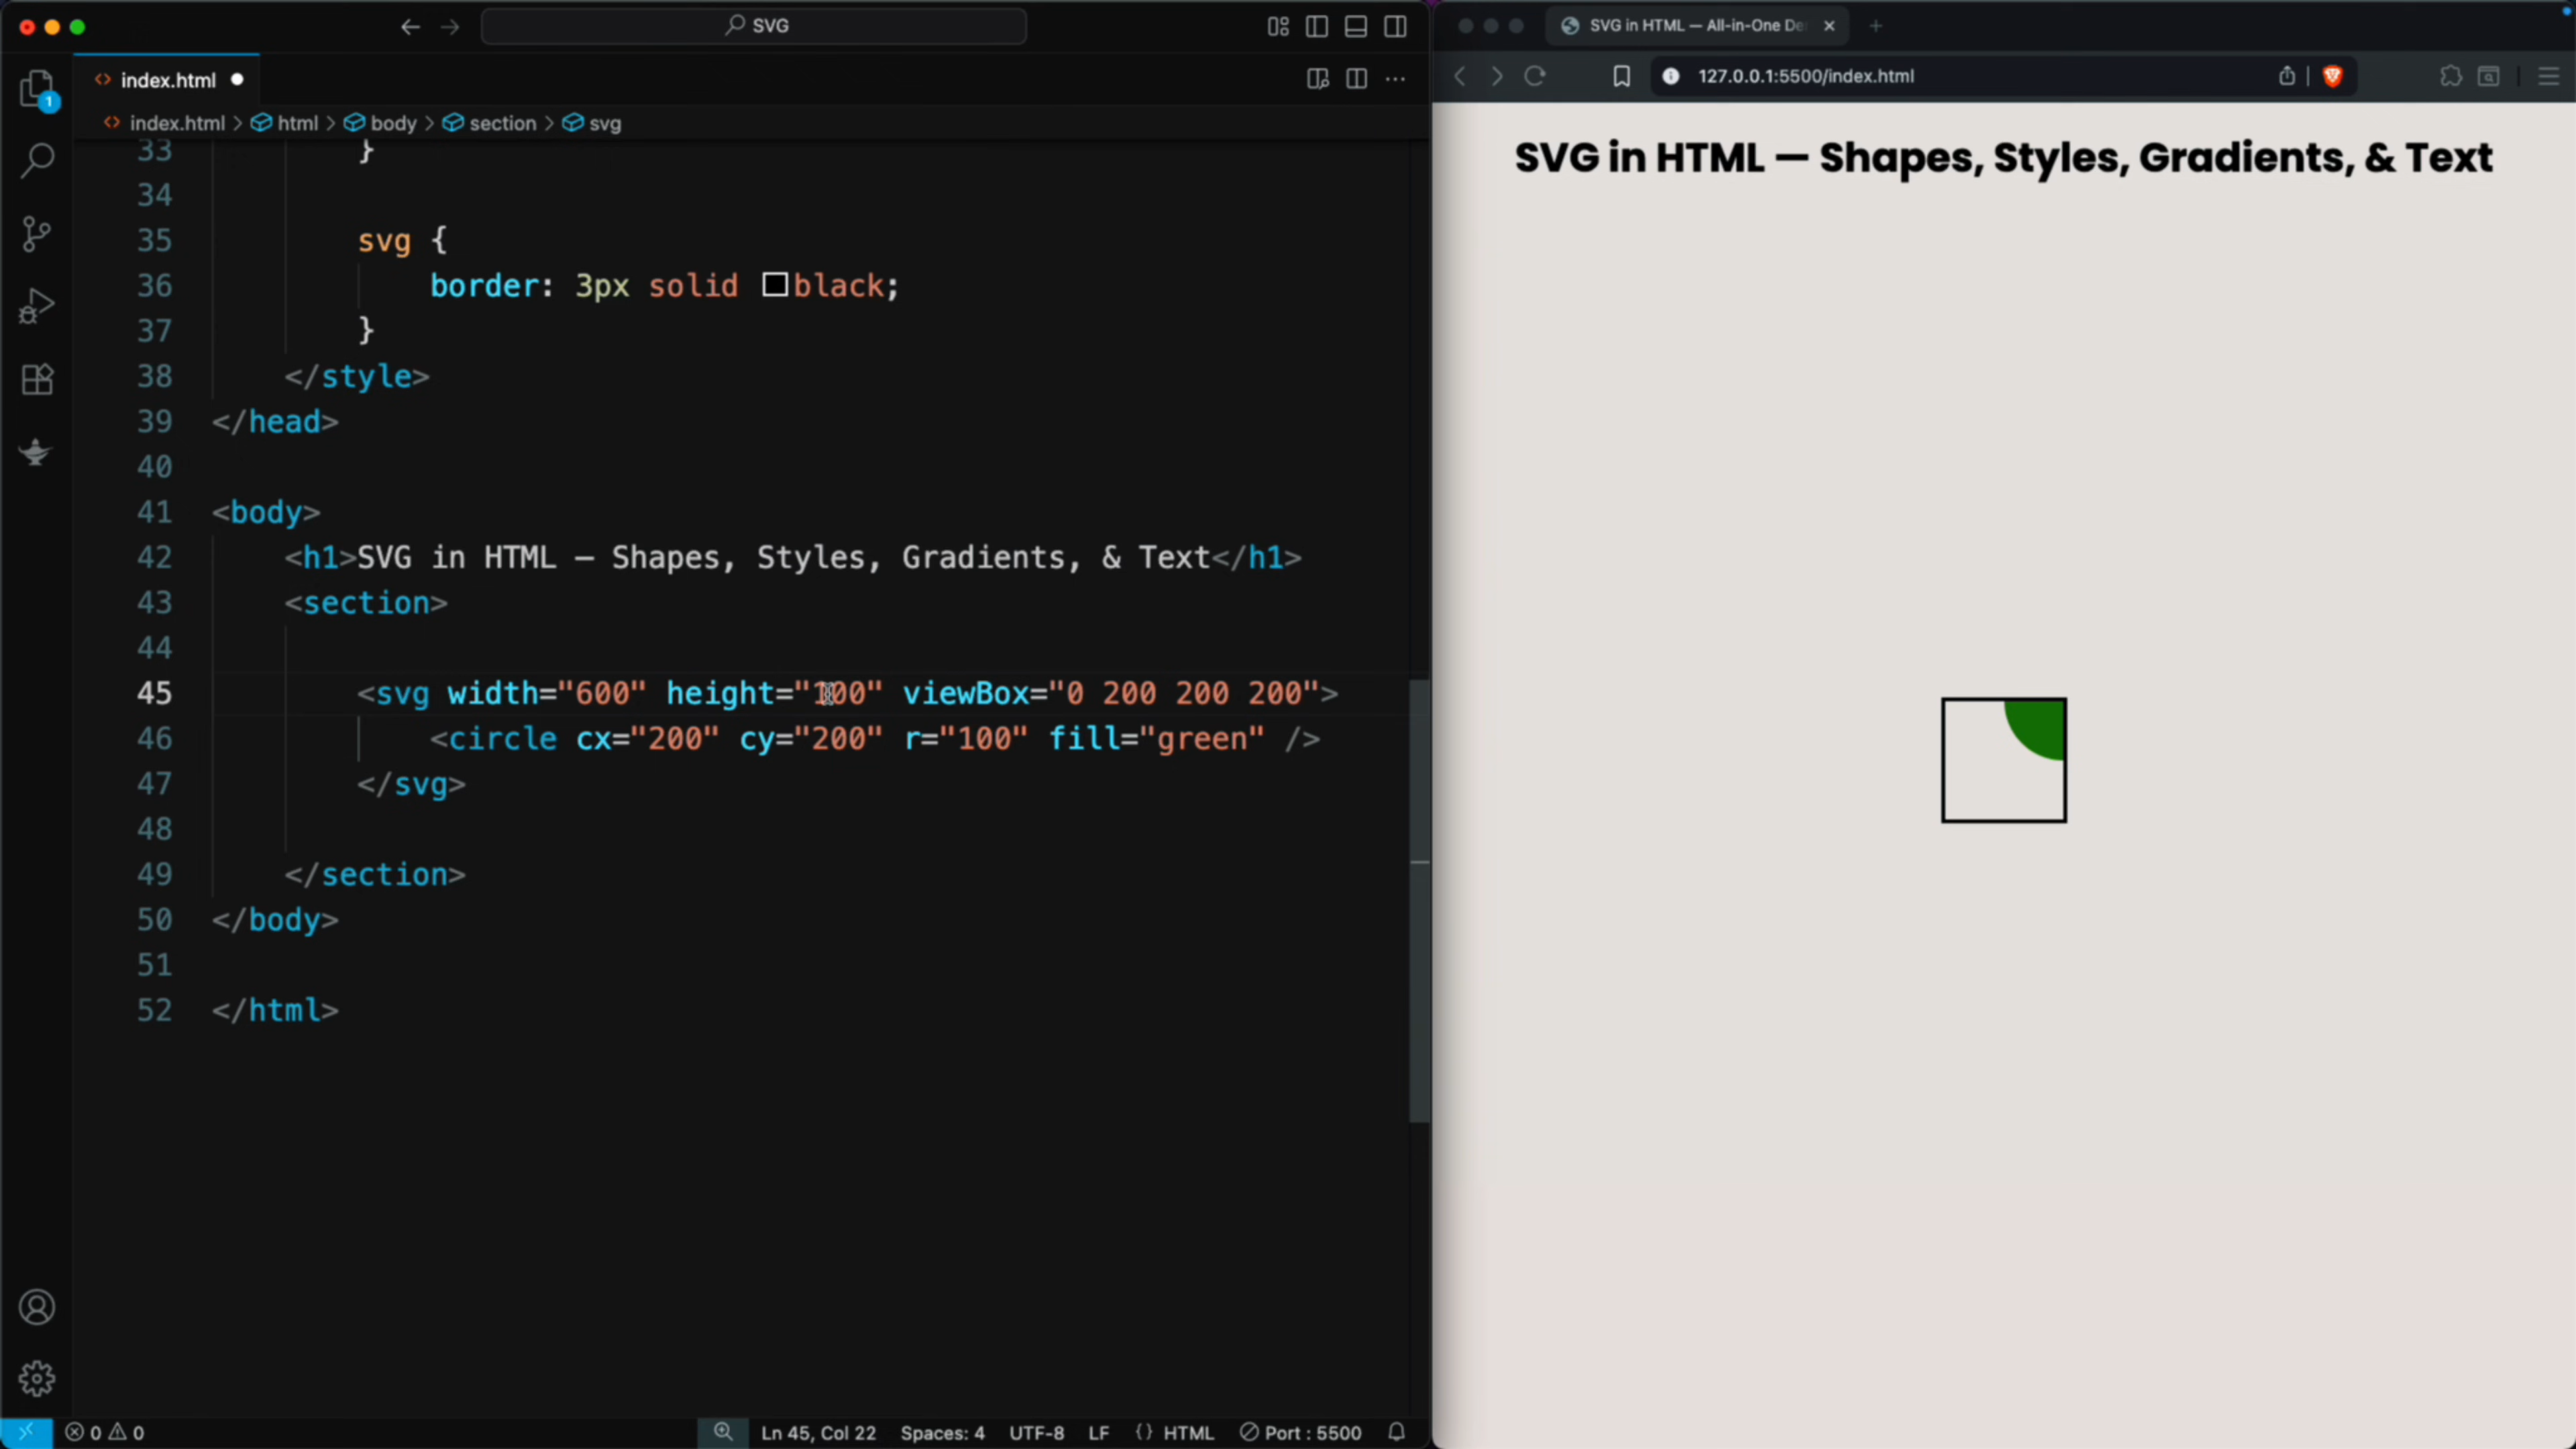 SVG
index.html
index.html > html > body > section > svg
33 }
34
35 svg {
36 border: 3px solid black;
37 }
38 </style>
39 </head>
40
41 <body>
42 <h1>SVG in HTML — Shapes, Styles, Gradients, & Text</h1>
43 <section>
44
45 <svg width="600" height="100" viewBox="0 200 200 200">
46 <circle cx="200" cy="200" r="100" fill="green" />
47 </svg>
48
49 </section>
50 </body>
51
52 </html>
1
0 0
Ln 45, Col 22 Spaces: 4 UTF-8 LF {} HTML Port : 5500
SVG in HTML — All-in-One De
127.0.0.1:5500/index.html
SVG in HTML — Shapes, Styles, Gradients, & Text